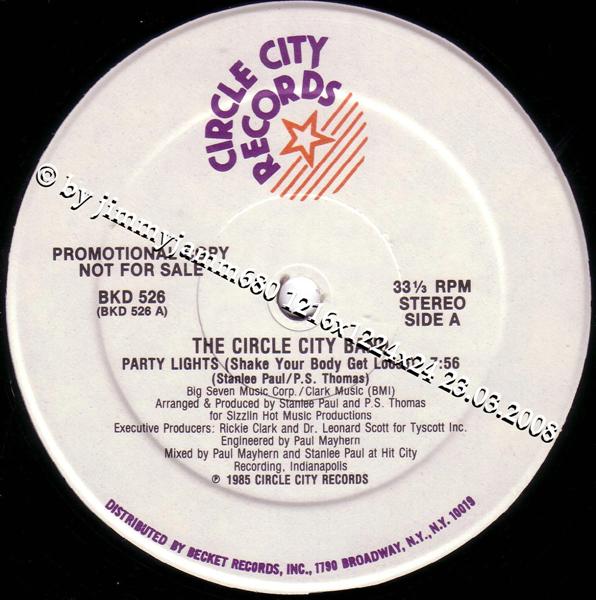 CIRCLE CITY
RECORDS
PROMOTIONAL COPY
NOT FOR SALE
BKD 526
(BKD 526 A)
33⅓ RPM
STEREO
SIDE A
THE CIRCLE CITY BAND
PARTY LIGHTS (Shake Your Body Get Loose) 7:56
(Stanlee Paul/P.S. Thomas)
Big Seven Music Corp./Clark Music (BMI)
Arranged & Produced by Stanlee Paul and P.S. Thomas
for Sizzlin Hot Music Productions
Executive Producers: Rickie Clark and Dr. Leonard Scott for Tyscott Inc.
Engineered by Paul Mayhern
Mixed by Paul Mayhern and Stanlee Paul at Hit City
Recording, Indianapolis
℗ 1985 CIRCLE CITY RECORDS
DISTRIBUTED BY BECKET RECORDS, INC., 1790 BROADWAY, N.Y., N.Y. 10019
1216x1224x24 23.03.2008